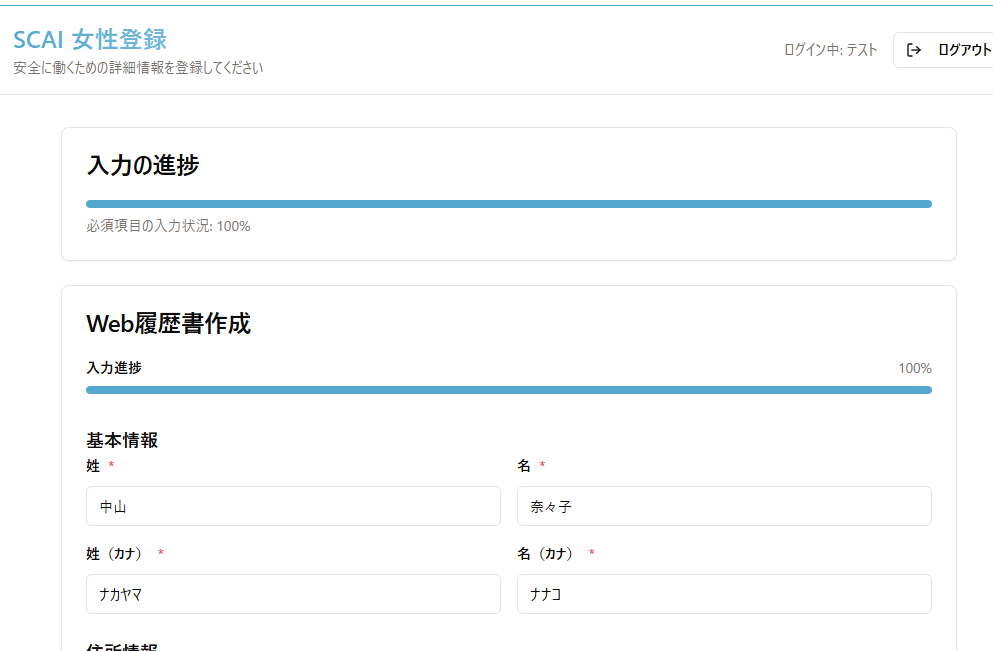 SCAI 女性登録
安全に働くための詳細情報を登録してください
ログイン中: テスト
ログアウト
入力の進捗
必須項目の入力状況: 100%
Web履歴書作成
入力進捗
100%
基本情報
姓 *
名 *
中山
奈々子
姓（カナ） *
名（カナ） *
ナカヤマ
ナナコ
住所情報